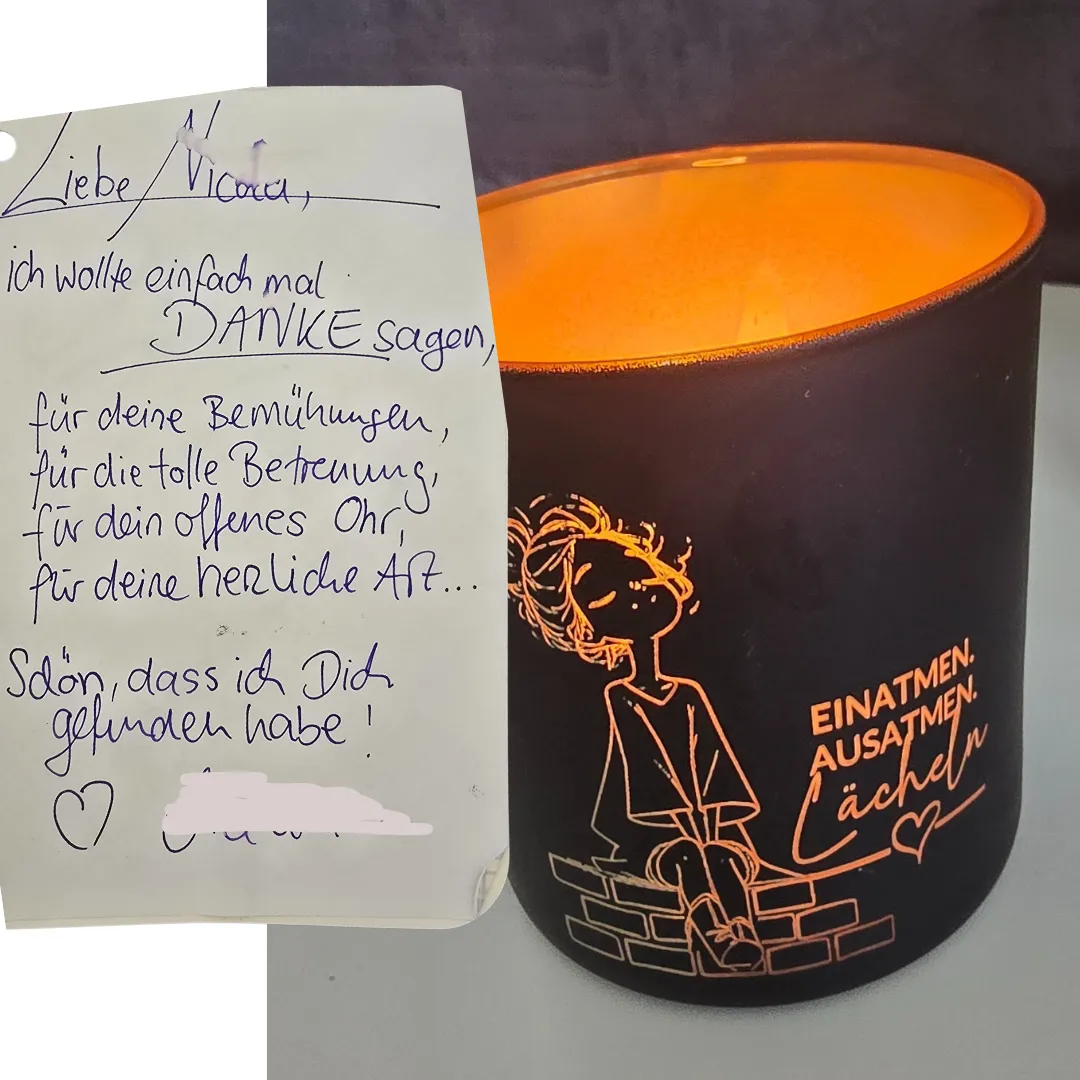 Liebe Nicola,
ich wollte einfach mal
DANKE sagen,
für deine Bemühungen,
für die tolle Betreuung,
für dein offenes Ohr,
für deine herzliche Art...
Schön, dass ich Dich
gefunden habe!
EINATMEN.
AUSATMEN.
Lächeln